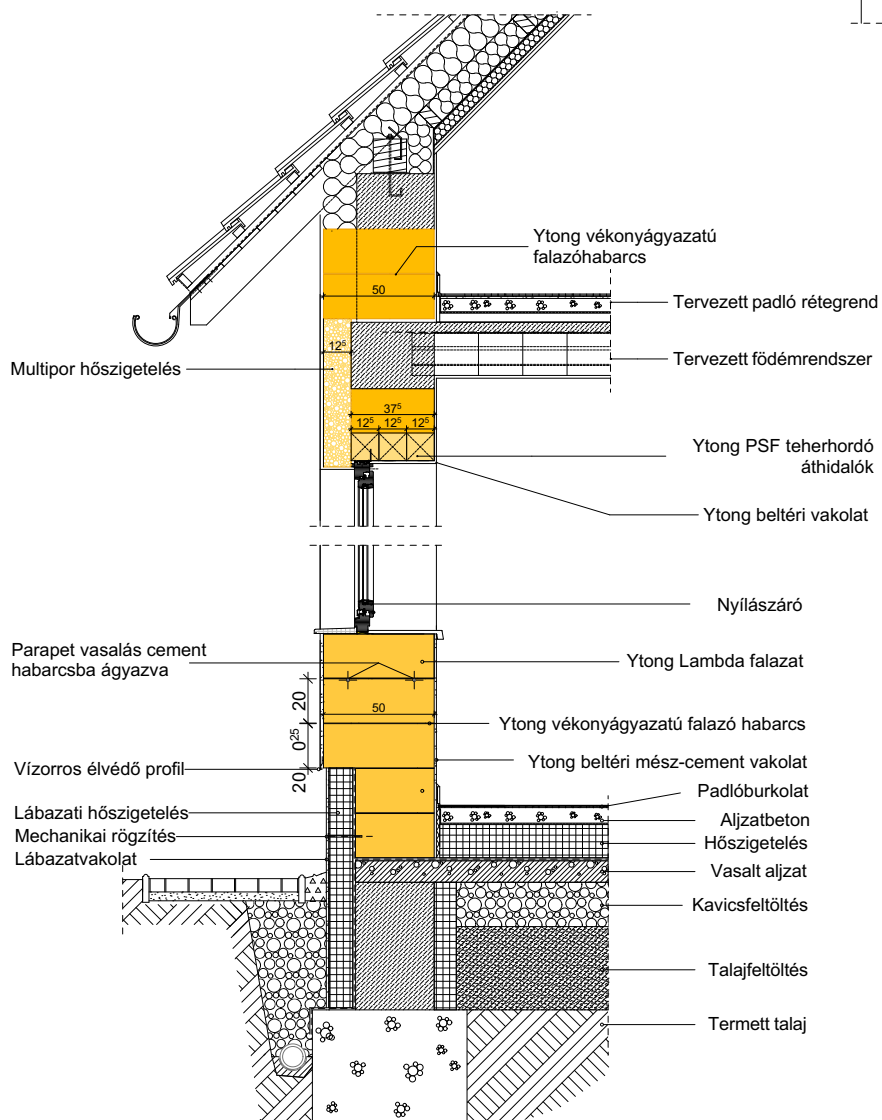 Ytong vékonyágyazatú
falazóhabarcs
50
Tervezett padló rétegrend
12⁵
Tervezett födémrendszer
Multipor hőszigetelés
37⁵
12⁵ 12⁵ 12⁵
Ytong PSF teherhordó
áthidalók
Ytong beltéri vakolat
Nyílászáró
Parapet vasalás cement
habarcsba ágyazva
Ytong Lambda falazat
20
50
Ytong vékonyágyazatú falazó habarcs
0²⁵
Ytong beltéri mész-cement vakolat
Vízorros élvédő profil
20
Padlóburkolat
Lábazati hőszigetelés
Aljzatbeton
Mechanikai rögzítés
Hőszigetelés
Lábazatvakolat
Vasalt aljzat
Kavicsfeltöltés
Talajfeltöltés
Termett talaj